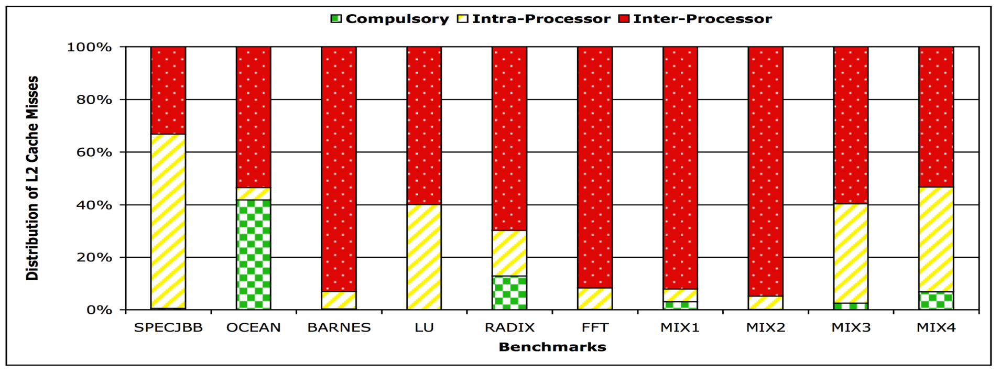 Compulsory Intra-Processor Inter-Processor
Distribution of L2 Cache Misses
100%
80%
60%
40%
20%
0%
SPECJBB OCEAN BARNES LU RADIX FFT MIX1 MIX2 MIX3 MIX4
Benchmarks